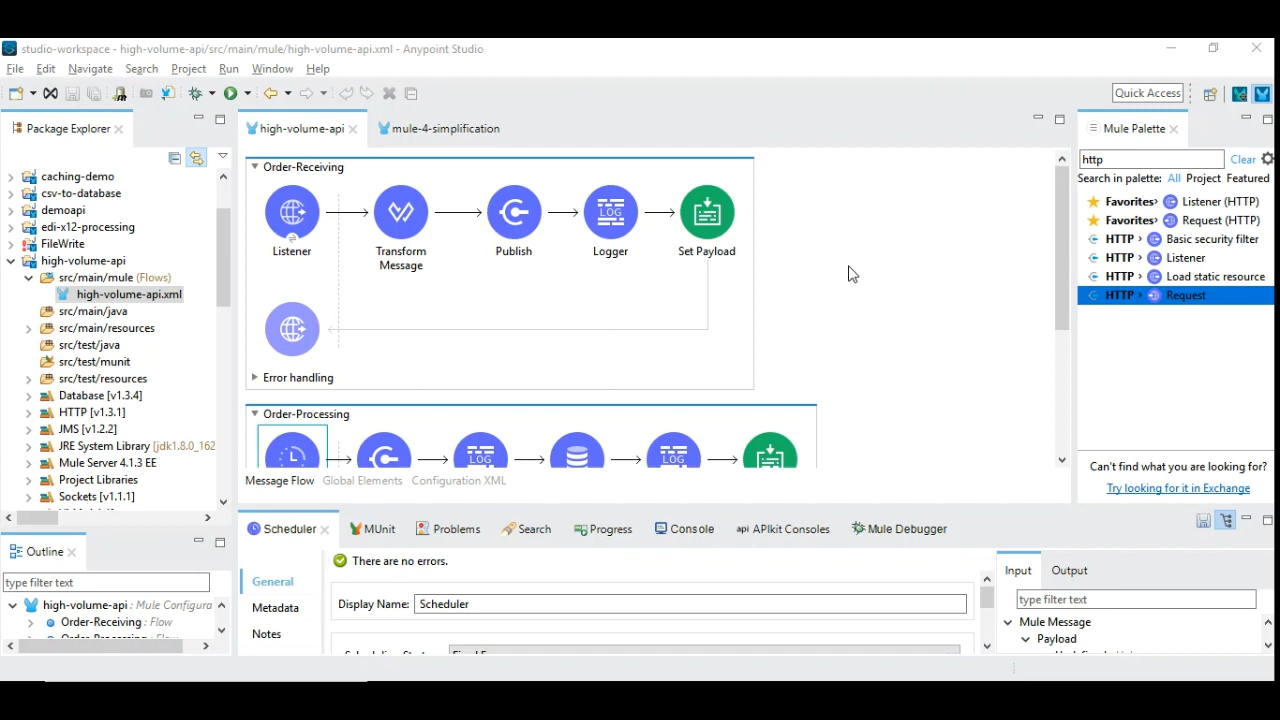 studio-workspace - high-volume-api/src/main/mule/high-volume-api.xml - Anypoint Studio
File Edit Navigate Search Project Run Window Help
Quick Access
Package Explorer
caching-demo
csv-to-database
demoapi
edi-x12-processing
FileWrite
high-volume-api
src/main/mule (Flows)
high-volume-api.xml
src/main/java
src/main/resources
src/test/java
src/test/munit
src/test/resources
Database [v1.3.4]
HTTP [v1.3.1]
JMS [v1.2.2]
JRE System Library [jdk1.8.0_162
Mule Server 4.1.3 EE
Project Libraries
Sockets [v1.1.1]
high-volume-api mule-4-simplification
Order-Receiving
LOG
Listener Transform Message Publish Logger Set Payload
Error handling
Order-Processing
LOG LOG
Message Flow Global Elements Configuration XML
Mule Palette
http Clear
Search in palette: All Project Featured
Favorites› Listener (HTTP)
Favorites› Request (HTTP)
HTTP › Basic security filter
HTTP › Listener
HTTP › Load static resource
HTTP › Request
Can't find what you are looking for?
Try looking for it in Exchange
Outline
type filter text
high-volume-api : Mule Configura
Order-Receiving : Flow
Order-Processing : Flow
Scheduler MUnit Problems Search Progress Console api APIkit Consoles Mule Debugger
There are no errors.
General
Metadata
Notes
Display Name: Scheduler
Input Output
type filter text
Mule Message
Payload